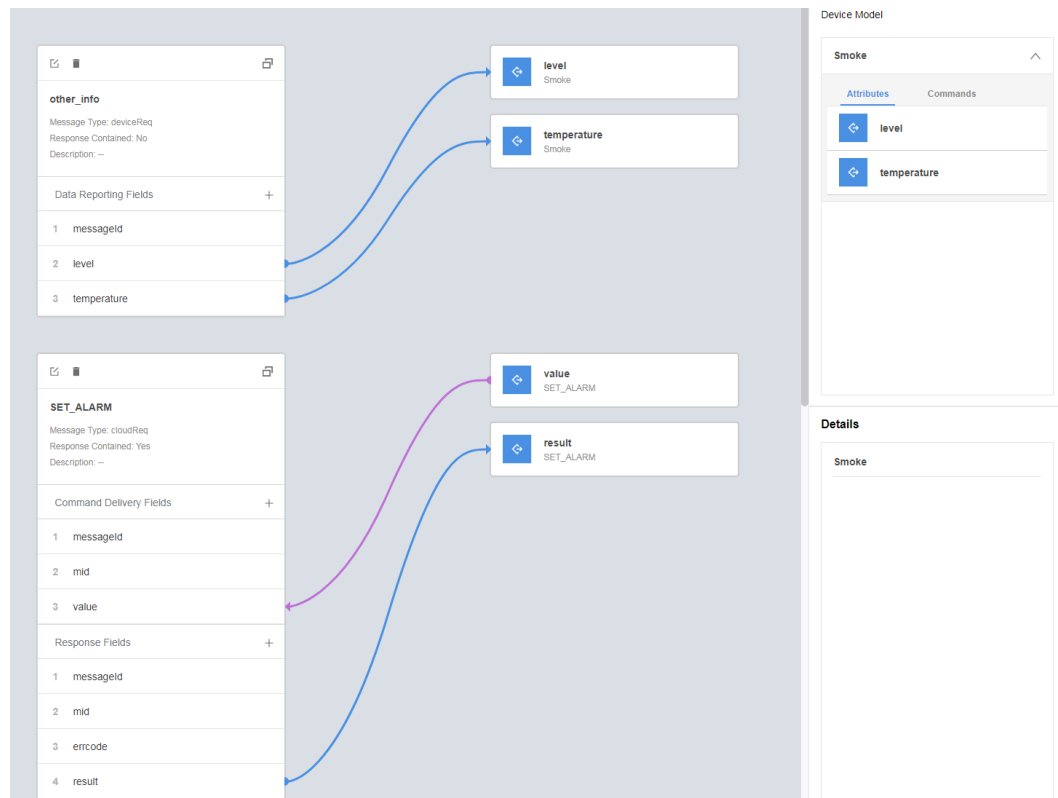 other_info
Message Type: deviceReq
Response Contained: No
Description: --
Data Reporting Fields
1 messageId
2 level
3 temperature
level
Smoke
temperature
Smoke
SET_ALARM
Message Type: cloudReq
Response Contained: Yes
Description: --
Command Delivery Fields
1 messageId
2 mid
3 value
Response Fields
1 messageId
2 mid
3 errcode
4 result
value
SET_ALARM
result
SET_ALARM
Device Model
Smoke
Attributes Commands
level
temperature
Details
Smoke